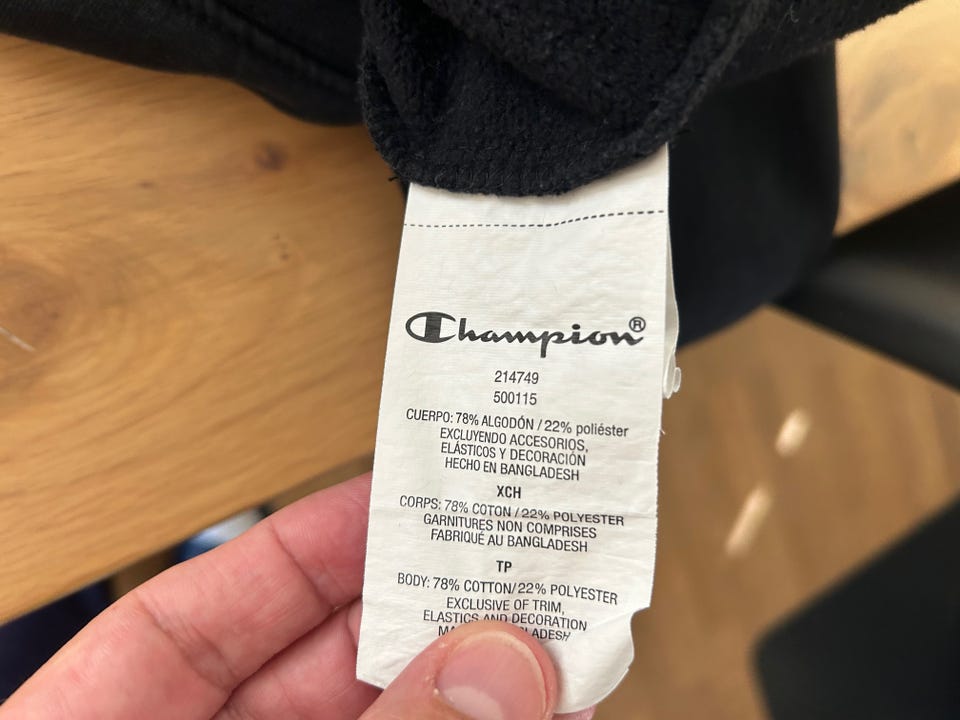 Champion®
214749
500115
CUERPO: 78% ALGODÓN / 22% poliéster
EXCLUYENDO ACCESORIOS,
ELÁSTICOS Y DECORACIÓN
HECHO EN BANGLADESH
XCH
CORPS: 78% COTON / 22% POLYESTER
GARNITURES NON COMPRISES
FABRIQUÉ AU BANGLADESH
TP
BODY: 78% COTTON/22% POLYESTER
EXCLUSIVE OF TRIM,
ELASTICS AND DECORATION